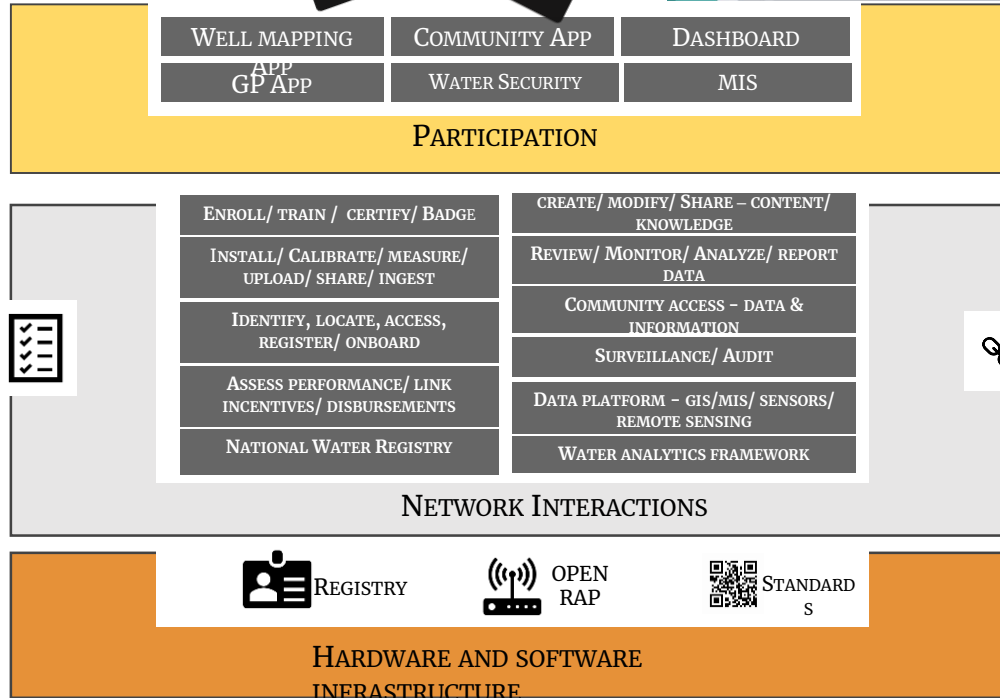 WELL MAPPING
APP
COMMUNITY APP
DASHBOARD
GP APP
WATER SECURITY
MIS
PARTICIPATION
ENROLL/ TRAIN / CERTIFY/ BADGE
INSTALL/ CALIBRATE/ MEASURE/
UPLOAD/ SHARE/ INGEST
IDENTIFY, LOCATE, ACCESS,
REGISTER/ ONBOARD
ASSESS PERFORMANCE/ LINK
INCENTIVES/ DISBURSEMENTS
NATIONAL WATER REGISTRY
CREATE/ MODIFY/ SHARE – CONTENT/
KNOWLEDGE
REVIEW/ MONITOR/ ANALYZE/ REPORT
DATA
COMMUNITY ACCESS – DATA &
INFORMATION
SURVEILLANCE/ AUDIT
DATA PLATFORM – GIS/MIS/ SENSORS/
REMOTE SENSING
WATER ANALYTICS FRAMEWORK
NETWORK INTERACTIONS
REGISTRY
OPEN
RAP
STANDARD
S
HARDWARE AND SOFTWARE
INFRASTRUCTURE